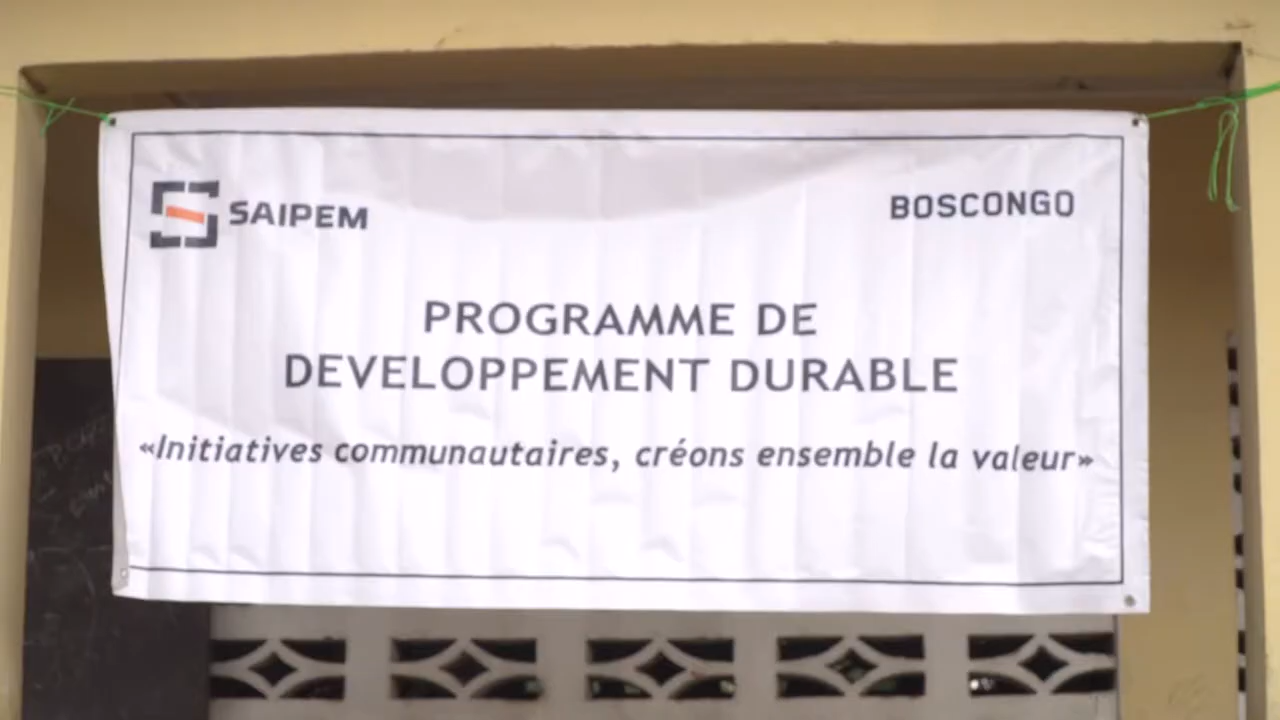 SAIPEM
BOSCONGO
PROGRAMME DE
DEVELOPPEMENT DURABLE
«Initiatives communautaires, créons ensemble la valeur»